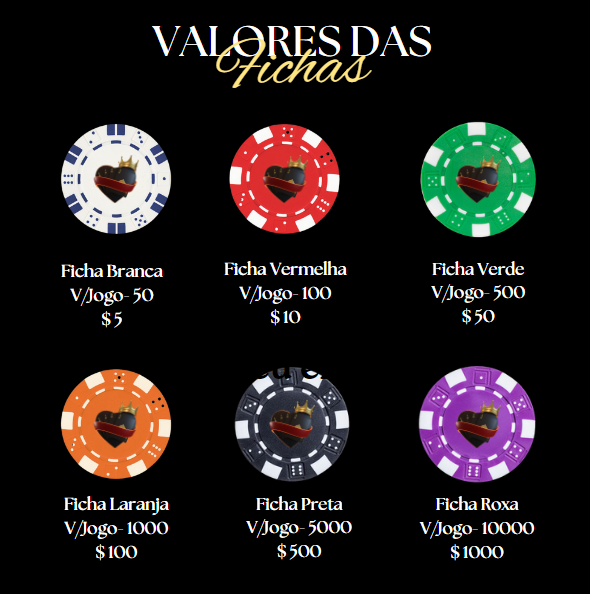 VALORES DAS
Fichas
Ficha Branca
V/Jogo- 50
$ 5
Ficha Vermelha
V/Jogo- 100
$ 10
Ficha Verde
V/Jogo- 500
$ 50
Ficha Laranja
V/Jogo- 1000
$ 100
Ficha Preta
V/Jogo- 5000
$ 500
Ficha Roxa
V/Jogo- 10000
$ 1000